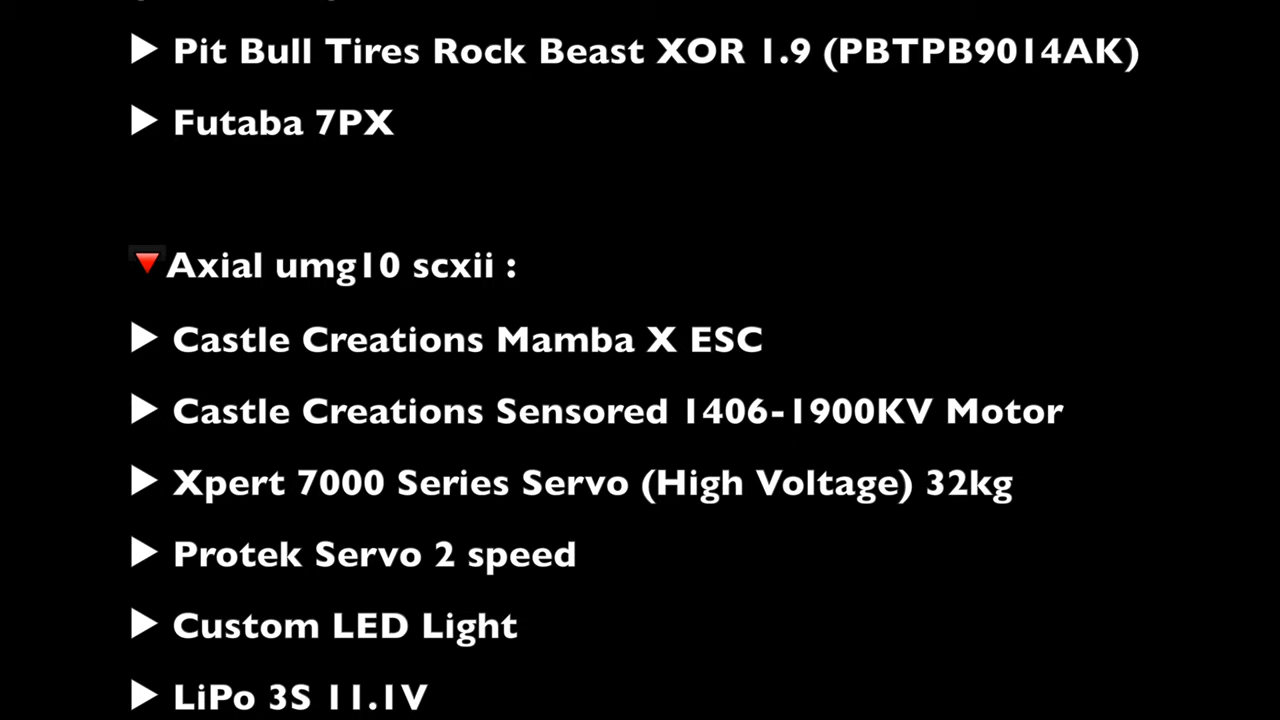 ▶ Pit Bull Tires Rock Beast XOR 1.9 (PBTPB9014AK)
▶ Futaba 7PX
🔻Axial umg10 scxii :
▶ Castle Creations Mamba X ESC
▶ Castle Creations Sensored 1406-1900KV Motor
▶ Xpert 7000 Series Servo (High Voltage) 32kg
▶ Protek Servo 2 speed
▶ Custom LED Light
▶ LiPo 3S 11.1V